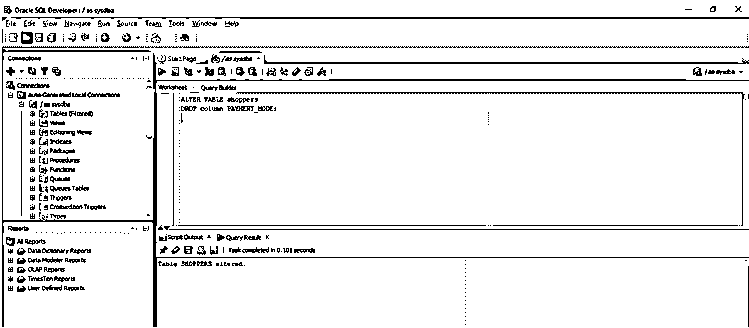 Oracle SQL Developer : / as sysdba
File Edit View Navigate Run Source Team Tools Window Help
Connections
Start Page
/ as sysdba
/ as sysdba
Worksheet Query Builder
Connections
Auto-Generated Local Connections
/ as sysdba
Tables (Filtered)
Views
Editioning Views
Indexes
Packages
Procedures
Functions
Queues
Queues Tables
Triggers
Crossedition Triggers
Types
ALTER TABLE shoppers
DROP column PAYMENT_MODE;
Reports
All Reports
Data Dictionary Reports
Data Modeler Reports
OLAP Reports
TimesTen Reports
User Defined Reports
Script Output × Query Result ×
Task completed in 0.101 seconds
Table SHOPPERS altered.